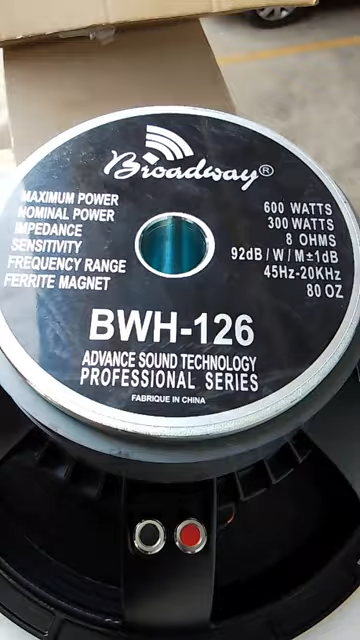 Broadway®
MAXIMUM POWER 600 WATTS
NOMINAL POWER 300 WATTS
IMPEDANCE 8 OHMS
SENSITIVITY 92dB / W / M±1dB
FREQUENCY RANGE 45Hz-20KHz
FERRITE MAGNET 80 OZ
BWH-126
ADVANCE SOUND TECHNOLOGY
PROFESSIONAL SERIES
FABRIQUE IN CHINA